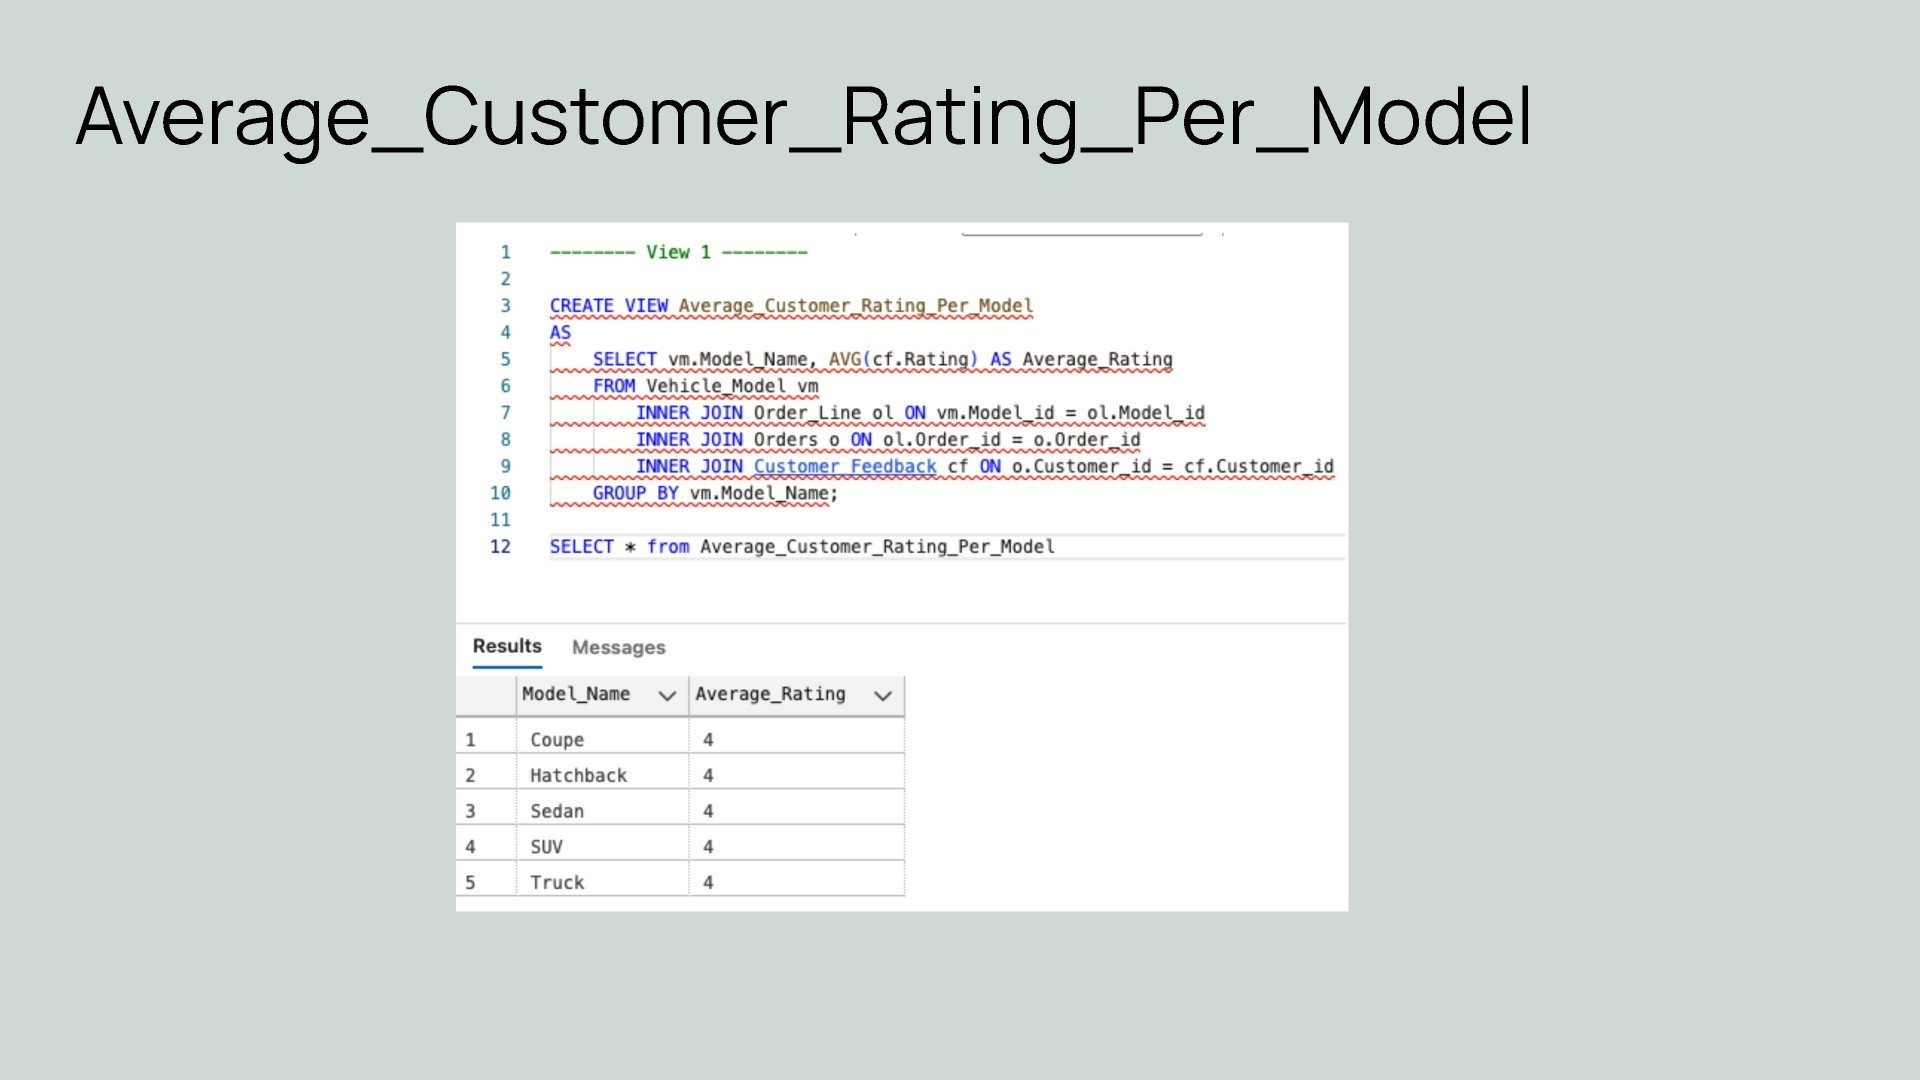 Average_Customer_Rating_Per_Model
1 -------- View 1 --------
2
3 CREATE VIEW Average_Customer_Rating_Per_Model
4 AS
5 SELECT vm.Model_Name, AVG(cf.Rating) AS Average_Rating
6 FROM Vehicle_Model vm
7 INNER JOIN Order_Line ol ON vm.Model_id = ol.Model_id
8 INNER JOIN Orders o ON ol.Order_id = o.Order_id
9 INNER JOIN Customer_Feedback cf ON o.Customer_id = cf.Customer_id
10 GROUP BY vm.Model_Name;
11
12 SELECT * from Average_Customer_Rating_Per_Model
Results Messages
Model_Name Average_Rating
1 Coupe 4
2 Hatchback 4
3 Sedan 4
4 SUV 4
5 Truck 4